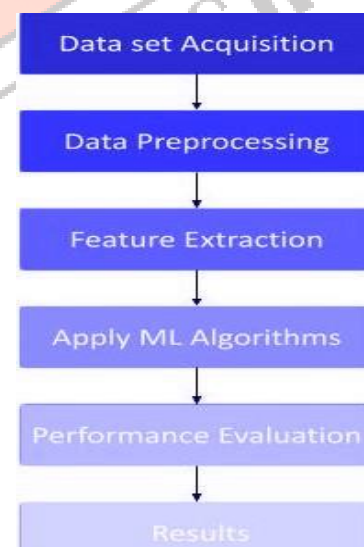 Data set Acquisition
Data Preprocessing
Feature Extraction
Apply ML Algorithms
Performance Evaluation
Results